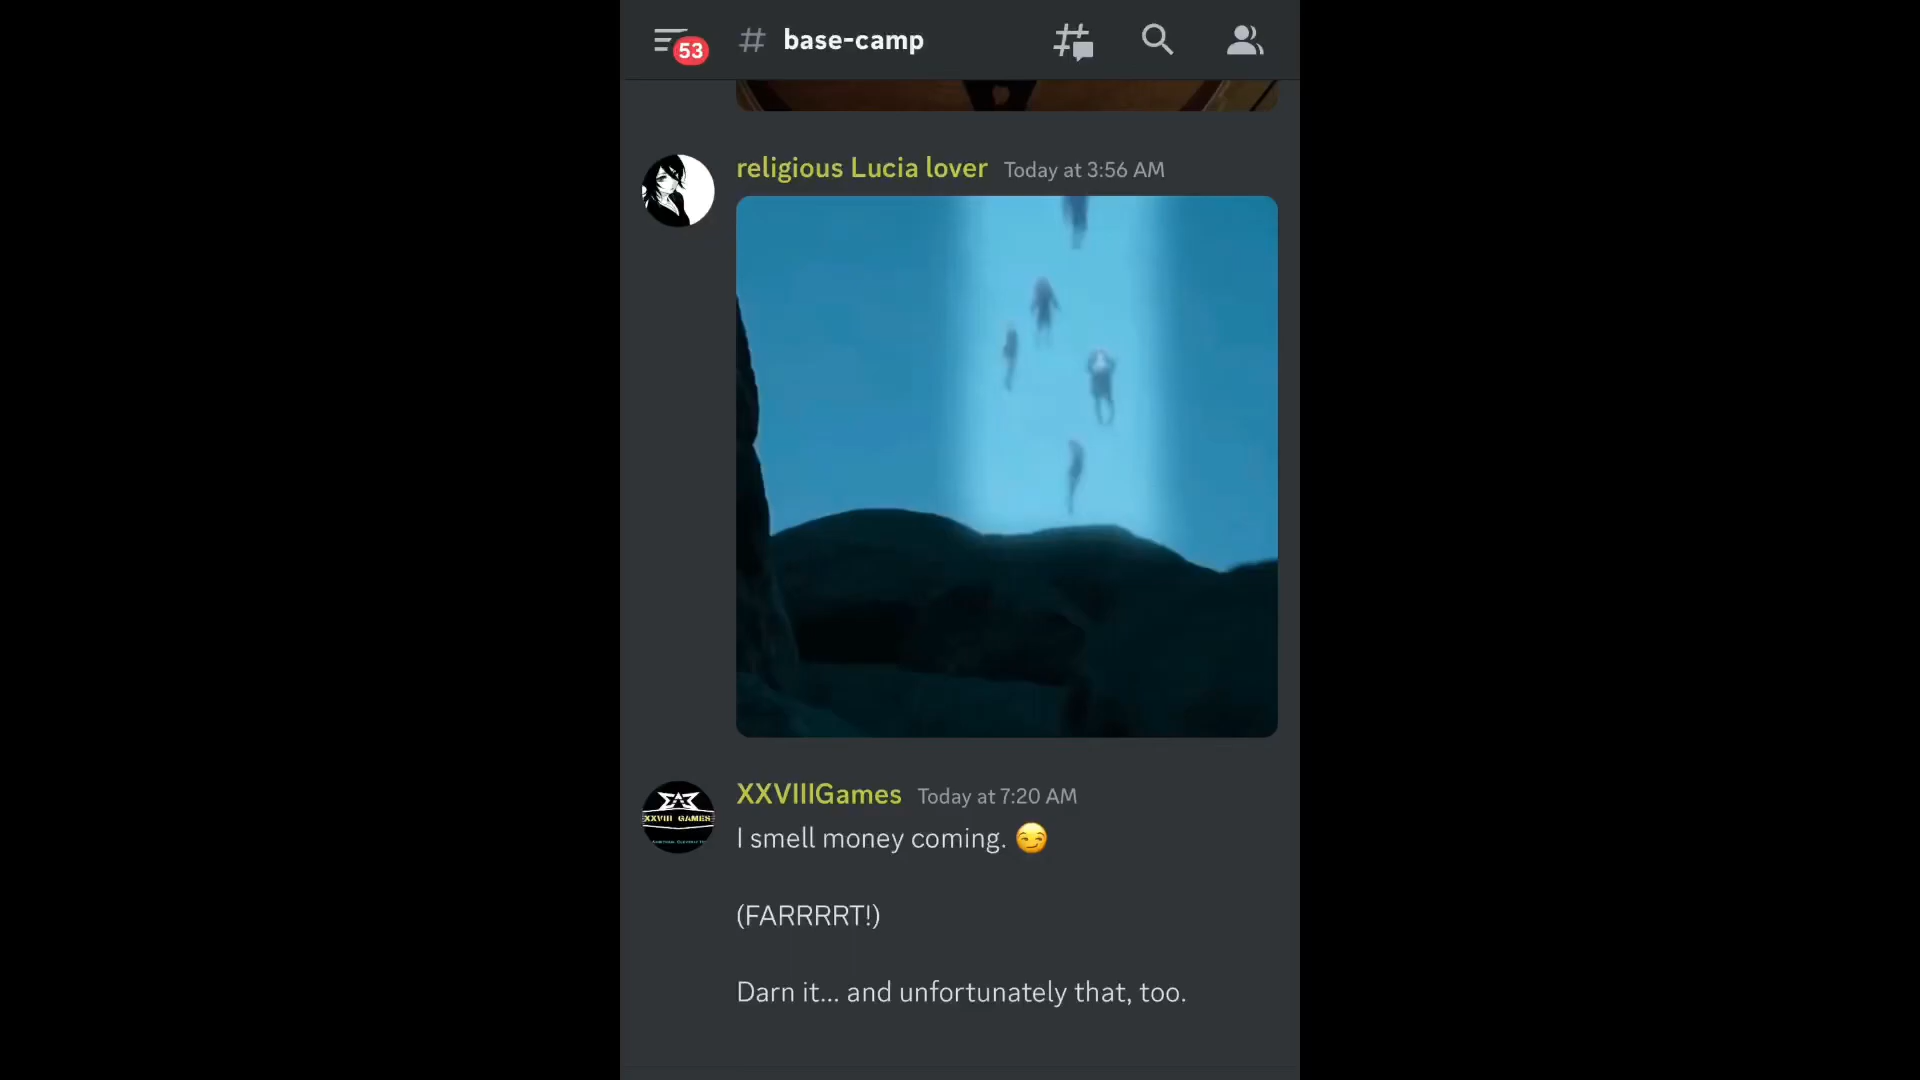 53
# base-camp
religious Lucia lover Today at 3:56 AM
XXVIIIGames Today at 7:20 AM
XXVIII GAMES
I smell money coming. 😏
(FARRRRT!)
Darn it... and unfortunately that, too.